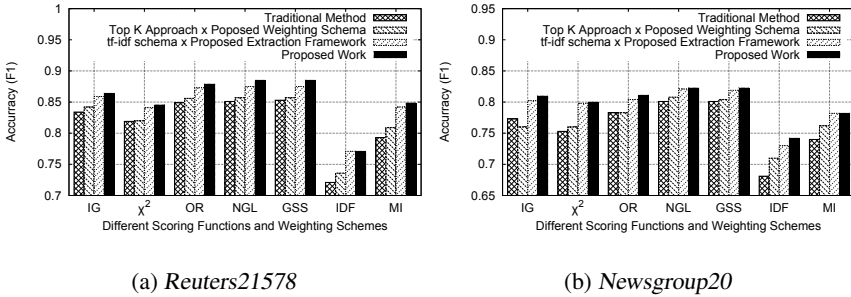 Accurracy (F1)
1
0.95
0.9
0.85
0.8
0.75
0.7
Traditional Method
Top K Approach x Poposed Weighting Schema
tf-idf schema x Proposed Extraction Framework
Proposed Work
IG χ² OR NGL GSS IDF MI
Different Scoring Functions and Weighting Schemes
(a) Reuters21578
Accurracy (F1)
0.95
0.9
0.85
0.8
0.75
0.7
0.65
Traditional Method
Top K Approach x Poposed Weighting Schema
tf-idf schema x Proposed Extraction Framework
Proposed Work
IG χ² OR NGL GSS IDF MI
Different Scoring Functions and Weighting Schemes
(b) Newsgroup20